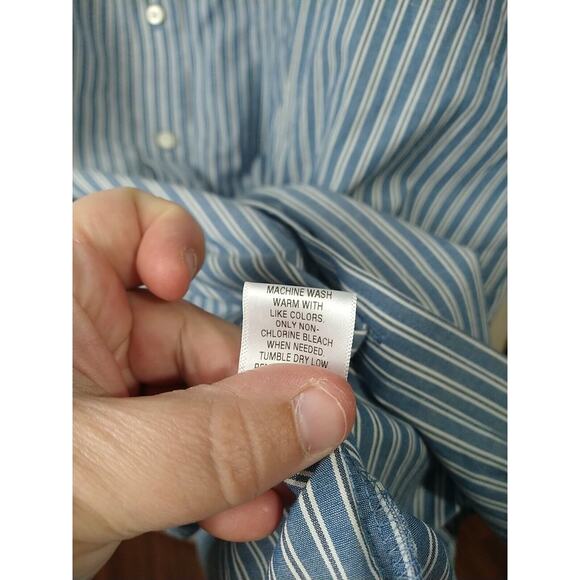 MACHINE WASH
WARM WITH
LIKE COLORS,
ONLY NON-
CHLORINE BLEACH
WHEN NEEDED,
TUMBLE DRY LOW